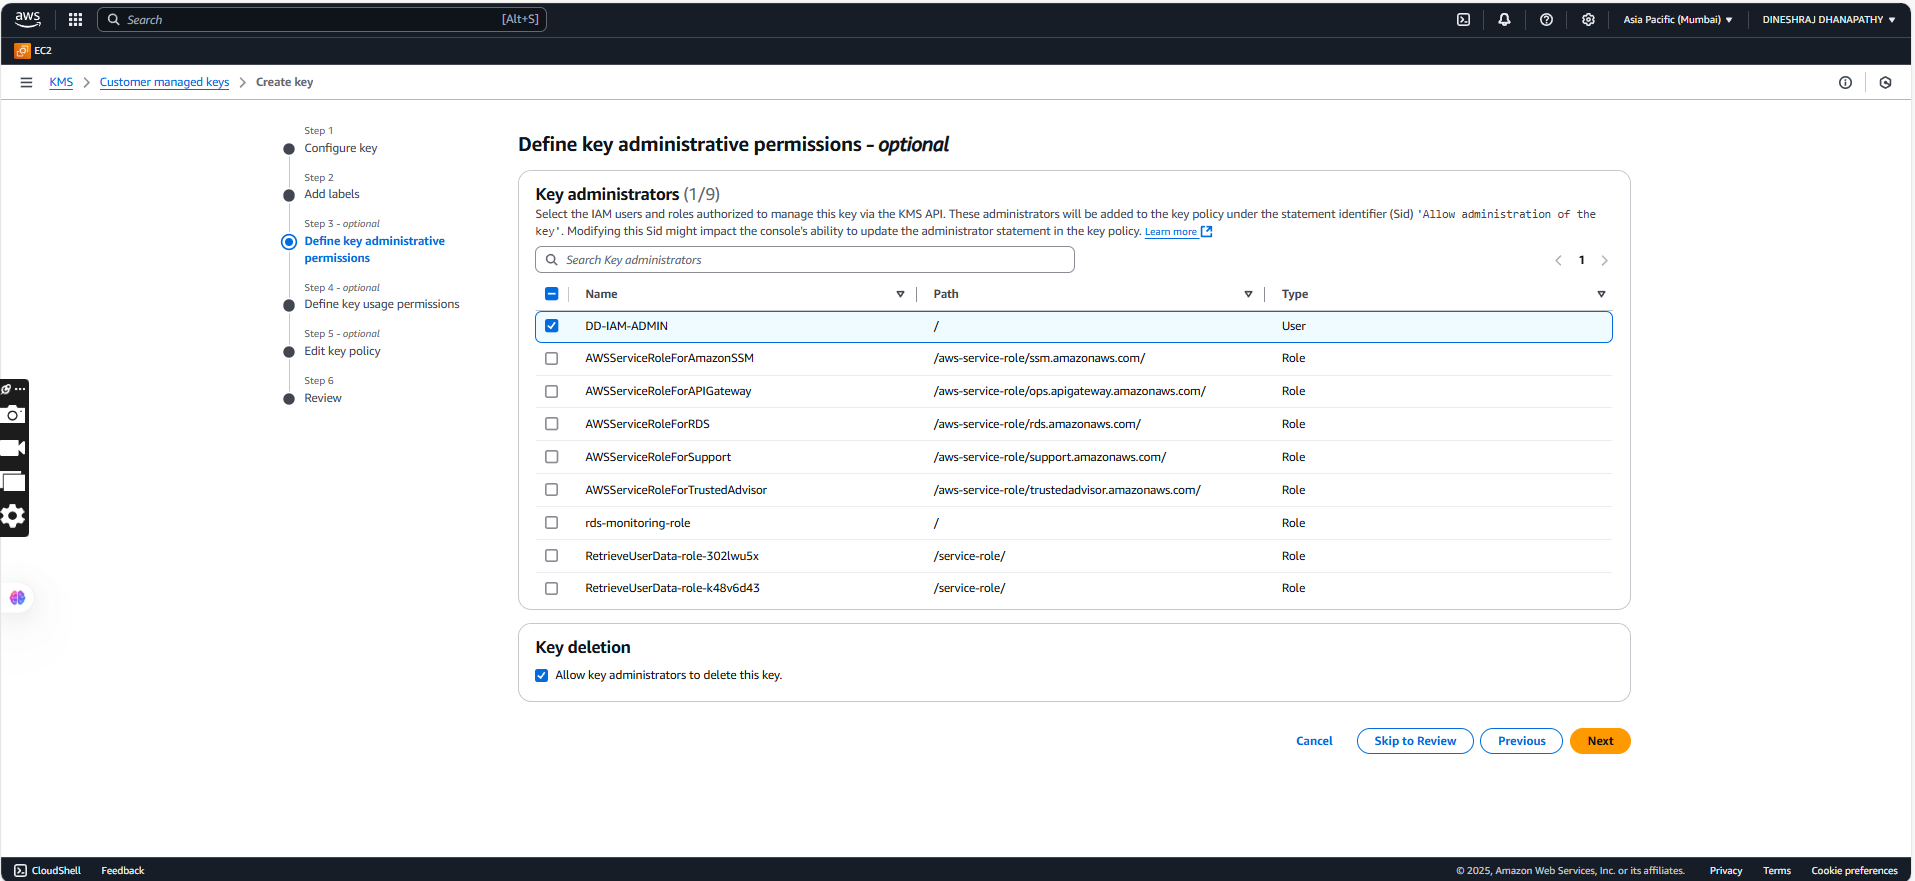 aws
Search [Alt+S]
Asia Pacific (Mumbai) DINESHRAJ DHANAPATHY
EC2
KMS Customer managed keys Create key
Step 1
Configure key
Step 2
Add labels
Step 3 - optional
Define key administrative
permissions
Step 4 - optional
Define key usage permissions
Step 5 - optional
Edit key policy
Step 6
Review
Define key administrative permissions - optional
Key administrators (1/9)
Select the IAM users and roles authorized to manage this key via the KMS API. These administrators will be added to the key policy under the statement identifier (Sid) 'Allow administration of the
key'. Modifying this Sid might impact the console's ability to update the administrator statement in the key policy. Learn more
Search Key administrators
1
Name Path Type
DD-IAM-ADMIN / User
AWSServiceRoleForAmazonSSM /aws-service-role/ssm.amazonaws.com/ Role
AWSServiceRoleForAPIGateway /aws-service-role/ops.apigateway.amazonaws.com/ Role
AWSServiceRoleForRDS /aws-service-role/rds.amazonaws.com/ Role
AWSServiceRoleForSupport /aws-service-role/support.amazonaws.com/ Role
AWSServiceRoleForTrustedAdvisor /aws-service-role/trustedadvisor.amazonaws.com/ Role
rds-monitoring-role / Role
RetrieveUserData-role-302lwu5x /service-role/ Role
RetrieveUserData-role-k48v6d43 /service-role/ Role
Key deletion
Allow key administrators to delete this key.
Cancel Skip to Review Previous Next
CloudShell Feedback © 2025, Amazon Web Services, Inc. or its affiliates. Privacy Terms Cookie preferences